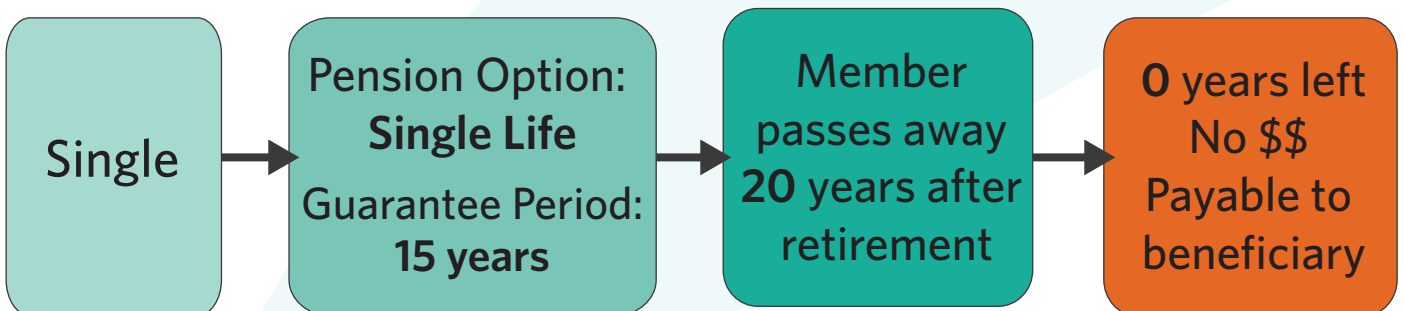 Single
Pension Option:
Single Life
Guarantee Period:
15 years
Member
passes away
20 years after
retirement
0 years left
No $$
Payable to
beneficiary